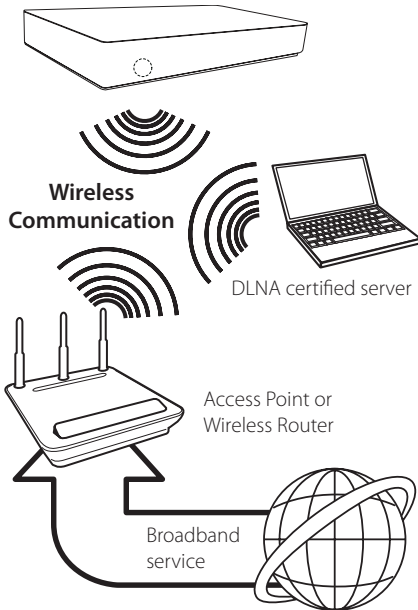 Wireless
Communication
DLNA certified server
Access Point or
Wireless Router
Broadband
service